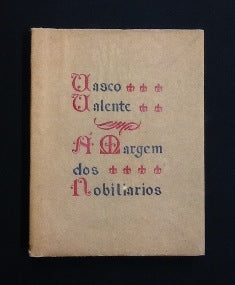 Vasco
Valente
Á Margem
dos
Nobiliarios